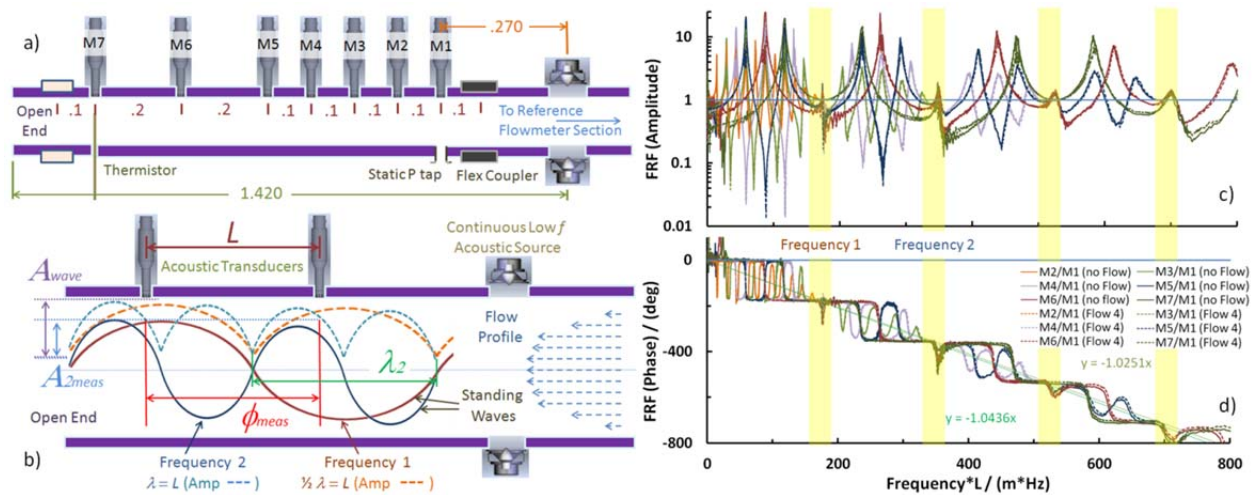 a)
M7
M6
M5
M4
M3
M2
M1
.270
Open End
.1
.2
.2
.1
.1
.1
.1
.1
To Reference
Flowmeter Section
Thermistor
Static P tap
Flex Coupler
1.420
L
Acoustic Transducers
Continuous Low f
Acoustic Source
A wave
A 2meas
Flow
Profile
λ2
ϕmeas
Standing
Waves
Open End
b)
Frequency 2
λ = L (Amp ---)
Frequency 1
½ λ = L (Amp ---)
FRF (Amplitude)
10
1
0.1
0.01
c)
FRF (Phase) / (deg)
0
-400
-800
Frequency 1
Frequency 2
M2/M1 (no Flow)
M3/M1 (no Flow)
M4/M1 (no Flow)
M5/M1 (no Flow)
M6/M1 (no flow)
M7/M1 (no Flow)
M2/M1 (Flow 4)
M3/M1 (Flow 4)
M4/M1 (Flow 4)
M5/M1 (Flow 4)
M6/M1 (Flow 4)
M7/M1 (Flow 4)
y = -1.0251x
y = -1.0436x
d)
0
200
400
600
800
Frequency*L / (m*Hz)